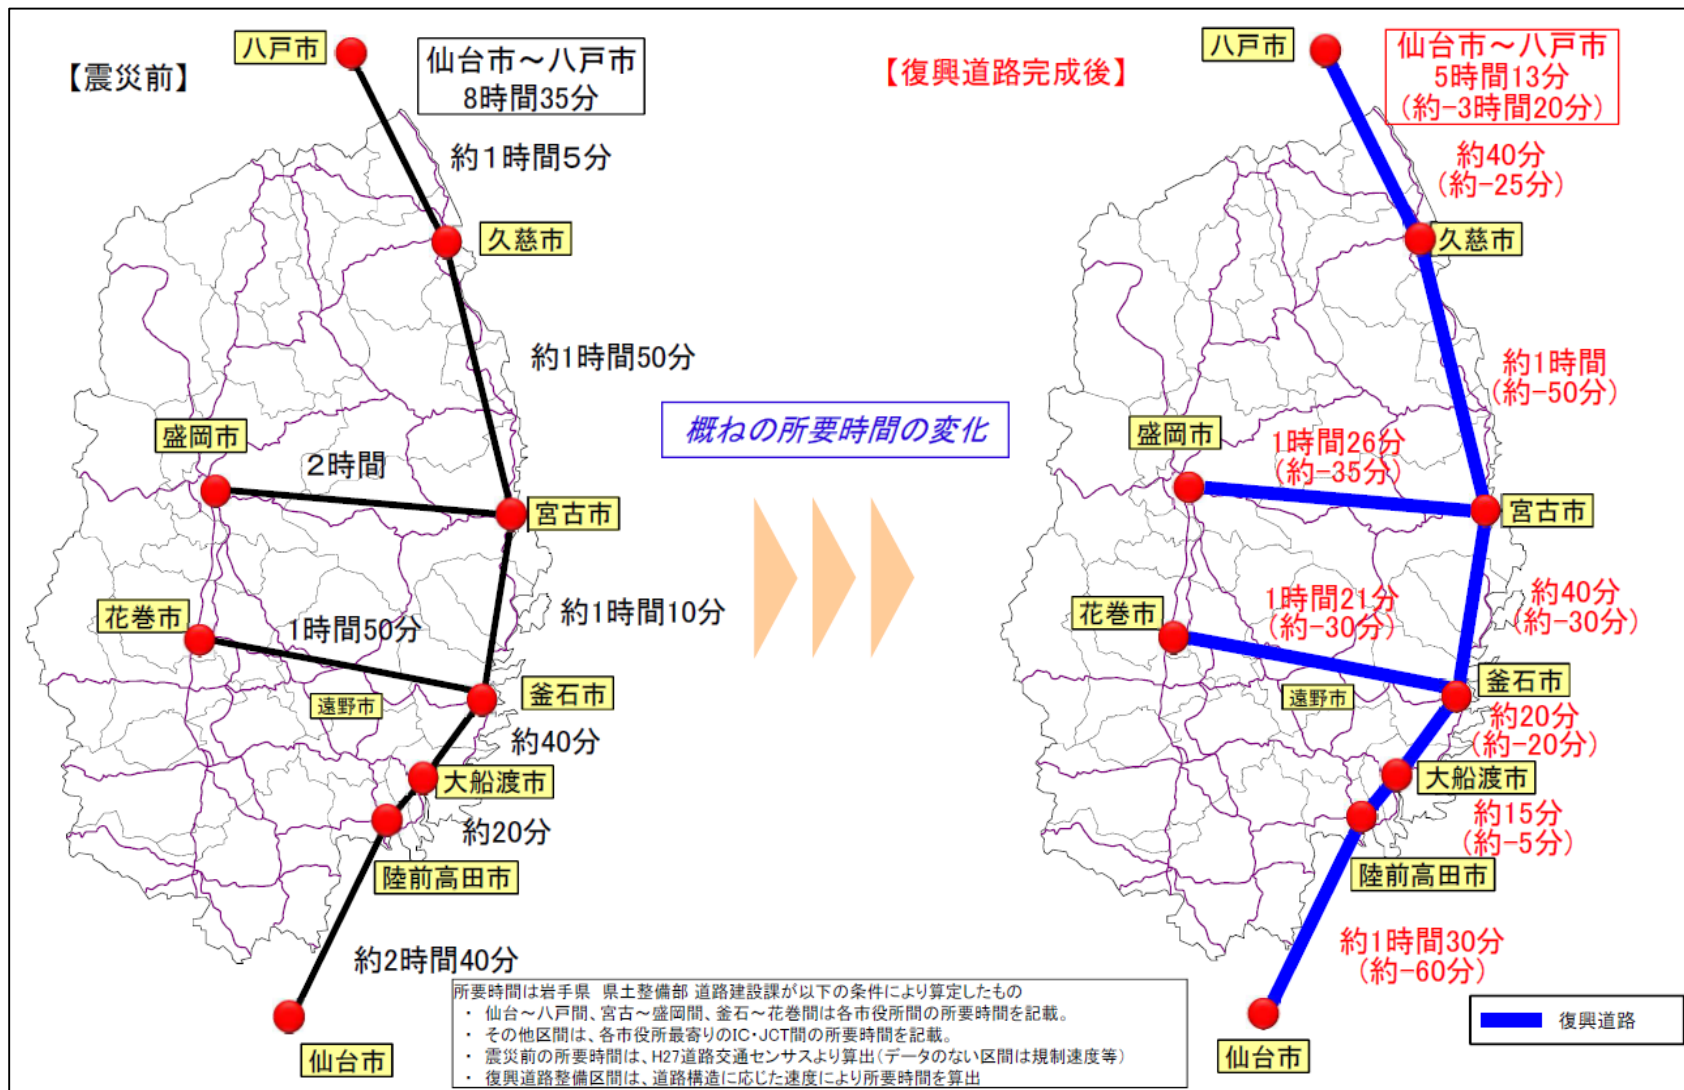 【震災前】
八戸市
仙台市~八戸市
8時間35分
約1時間5分
久慈市
約1時間50分
盛岡市
2時間
宮古市
花巻市
1時間50分
約1時間10分
遠野市
釜石市
約40分
大船渡市
約20分
陸前高田市
約2時間40分
仙台市
概ねの所要時間の変化
【復興道路完成後】
八戸市
仙台市~八戸市
5時間13分
(約-3時間20分)
約40分
(約-25分)
久慈市
約1時間
(約-50分)
盛岡市
1時間26分
(約-35分)
宮古市
花巻市
1時間21分
(約-30分)
約40分
(約-30分)
遠野市
釜石市
約20分
(約-20分)
大船渡市
約15分
(約-5分)
陸前高田市
約1時間30分
(約-60分)
仙台市
復興道路
所要時間は岩手県 県土整備部 道路建設課が以下の条件により算定したもの
・ 仙台~八戸間、宮古~盛岡間、釜石~花巻間は各市役所間の所要時間を記載。
・ その他区間は、各市役所最寄りのIC・JCT間の所要時間を記載。
・ 震災前の所要時間は、H27道路交通センサスより算出(データのない区間は規制速度等)
・ 復興道路整備区間は、道路構造に応じた速度により所要時間を算出